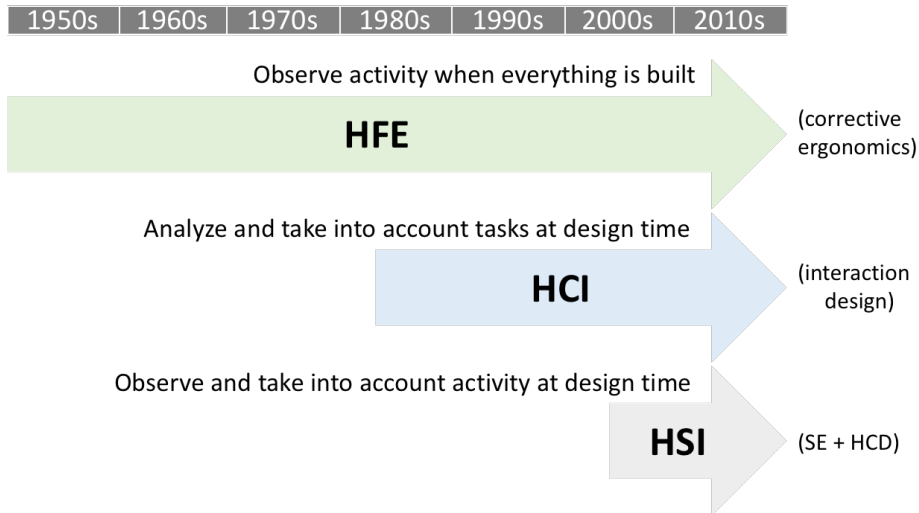 1950s 1960s 1970s 1980s 1990s 2000s 2010s
Observe activity when everything is built
HFE
(corrective
ergonomics)
Analyze and take into account tasks at design time
HCI
(interaction
design)
Observe and take into account activity at design time
HSI
(SE + HCD)